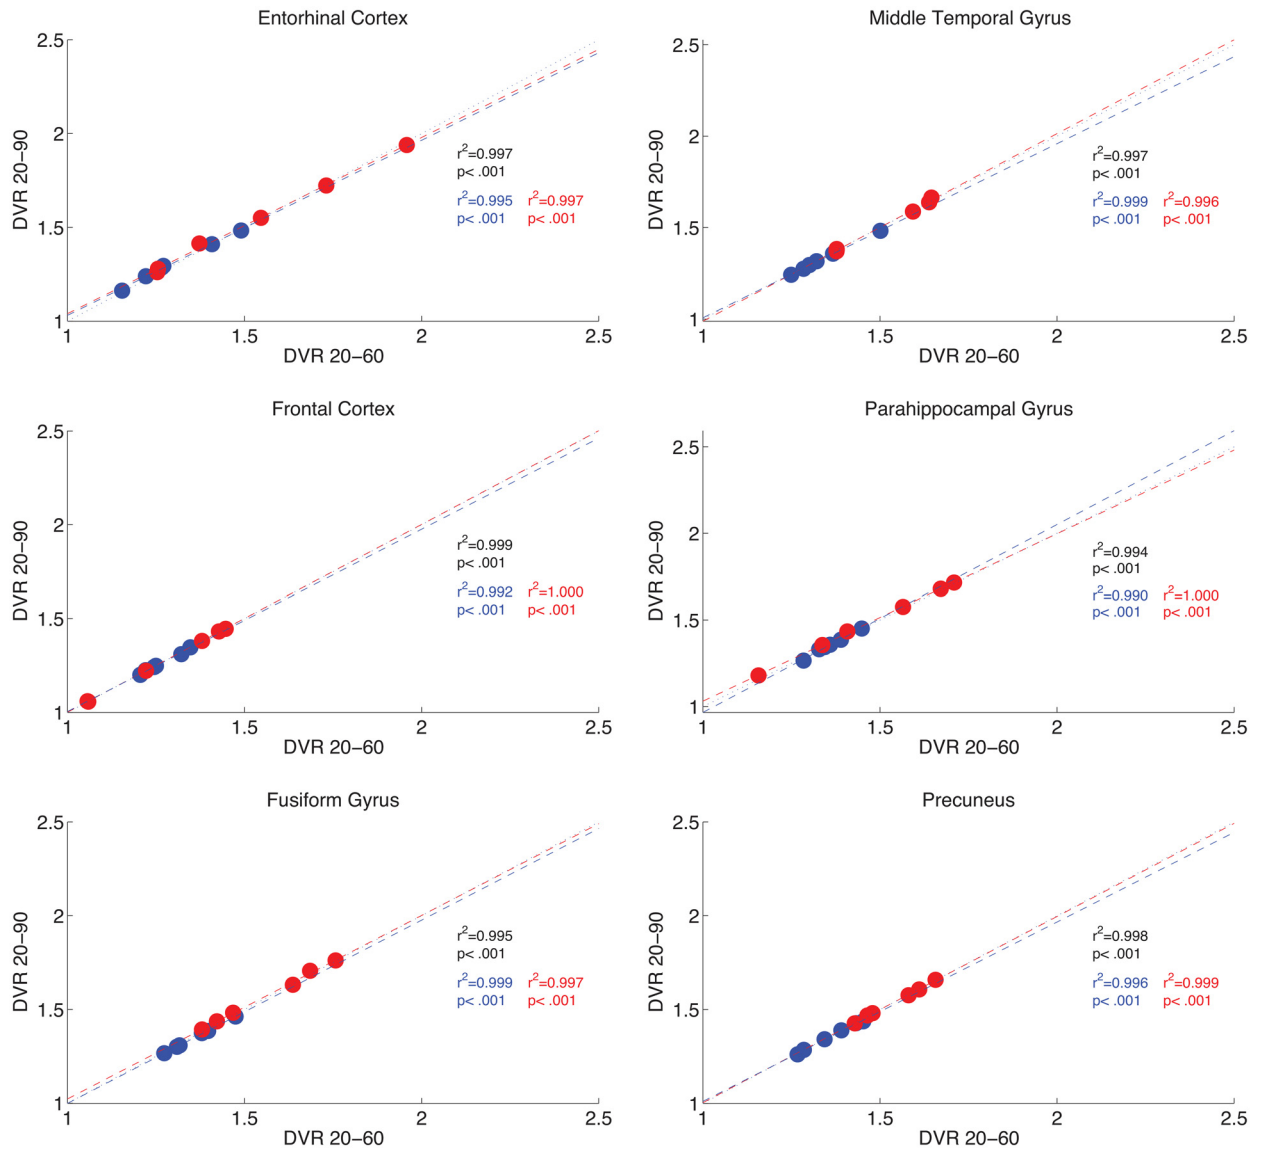 Entorhinal Cortex
2.5
2
1.5
1
DVR 20−90
r2=0.997
p< .001
r2=0.995 r2=0.997
p< .001 p< .001
1 1.5 2 2.5
DVR 20−60
Middle Temporal Gyrus
2.5
2
1.5
1
DVR 20−90
r2=0.997
p< .001
r2=0.999 r2=0.996
p< .001 p< .001
1 1.5 2 2.5
DVR 20−60
Frontal Cortex
2.5
2
1.5
1
DVR 20−90
r2=0.999
p< .001
r2=0.992 r2=1.000
p< .001 p< .001
1 1.5 2 2.5
DVR 20−60
Parahippocampal Gyrus
2.5
2
1.5
1
DVR 20−90
r2=0.994
p< .001
r2=0.990 r2=1.000
p< .001 p< .001
1 1.5 2 2.5
DVR 20−60
Fusiform Gyrus
2.5
2
1.5
1
DVR 20−90
r2=0.995
p< .001
r2=0.999 r2=0.997
p< .001 p< .001
1 1.5 2 2.5
DVR 20−60
Precuneus
2.5
2
1.5
1
DVR 20−90
r2=0.998
p< .001
r2=0.996 r2=0.999
p< .001 p< .001
1 1.5 2 2.5
DVR 20−60